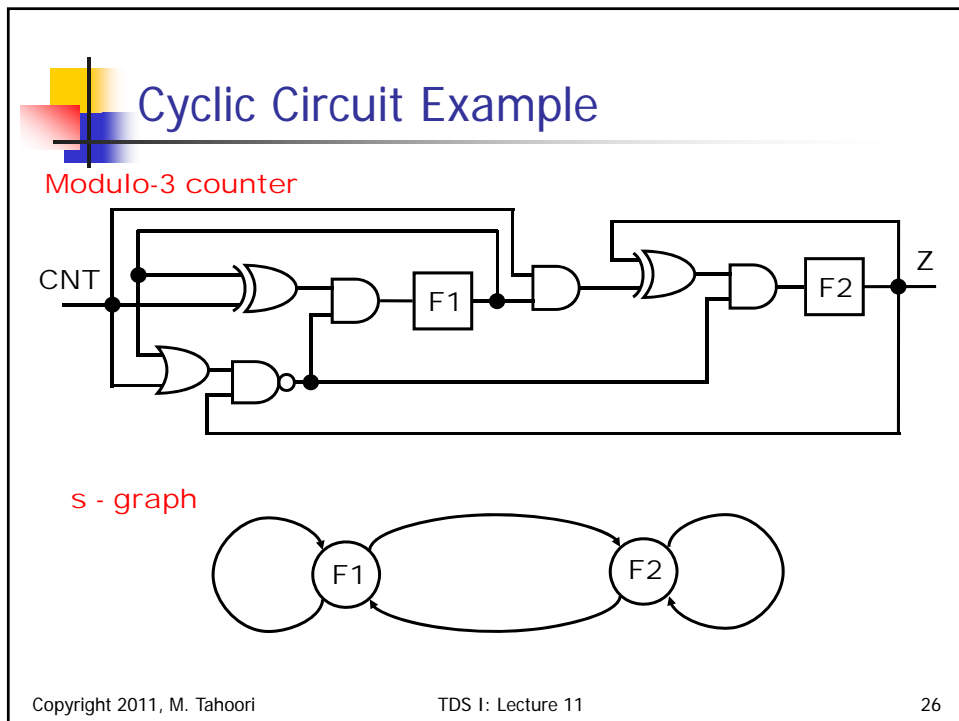 Cyclic Circuit Example
Modulo-3 counter
CNT
F1
F2
Z
s - graph
F1
F2
Copyright 2011, M. Tahoori
TDS I: Lecture 11
26